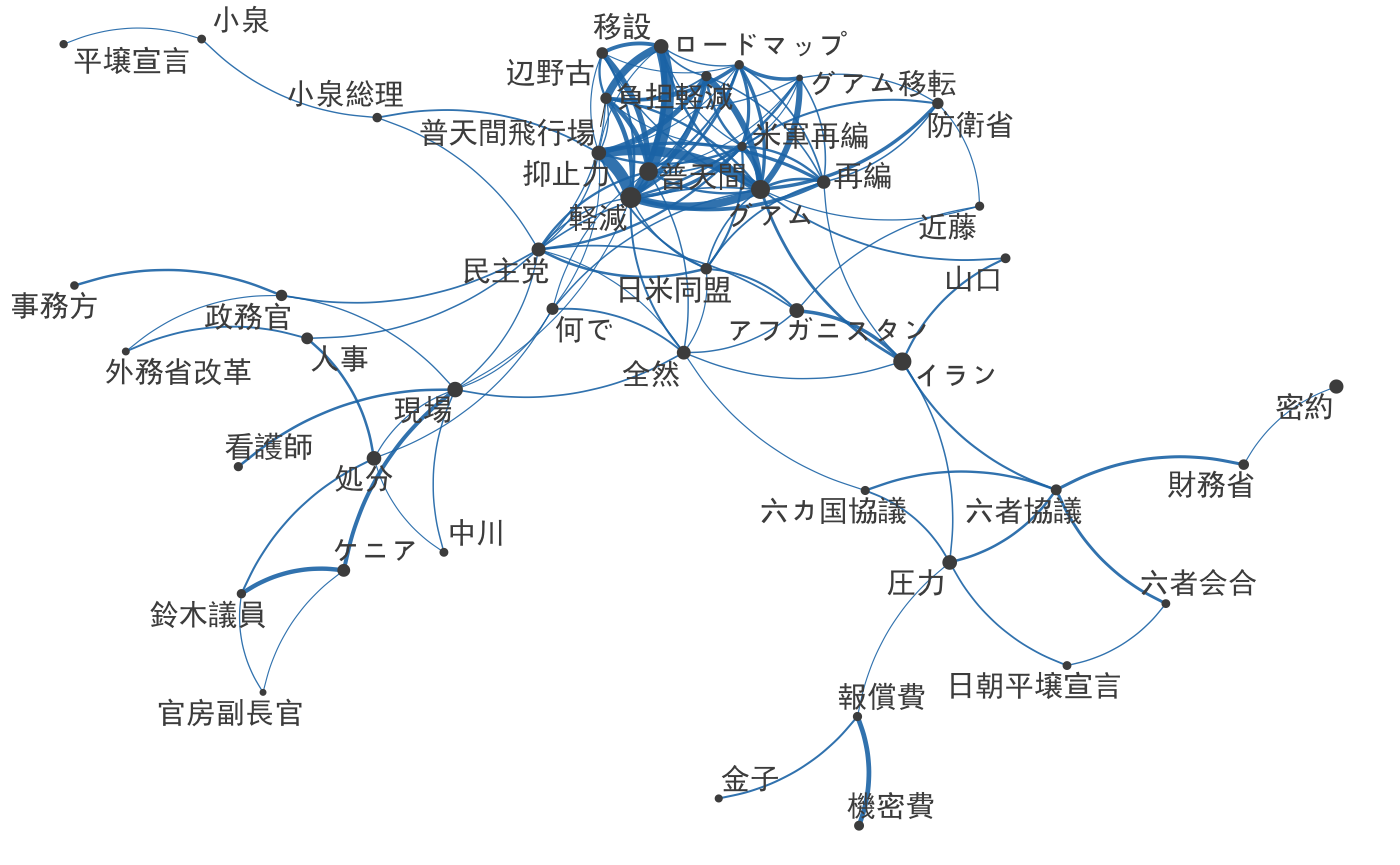 小泉
移設
ロードマップ
平壌宣言
辺野古
グアム移転
小泉総理
負担軽減
普天間飛行場
米軍再編
防衛省
抑止力
普天間
再編
軽減
グアム
近藤
民主党
山口
日米同盟
事務方
政務官
何で
アフガニスタン
人事
外務省改革
全然
イラン
現場
密約
看護師
処分
財務省
六カ国協議
六者協議
中川
ケニア
圧力
六者会合
鈴木議員
日朝平壌宣言
報償費
官房副長官
金子
機密費